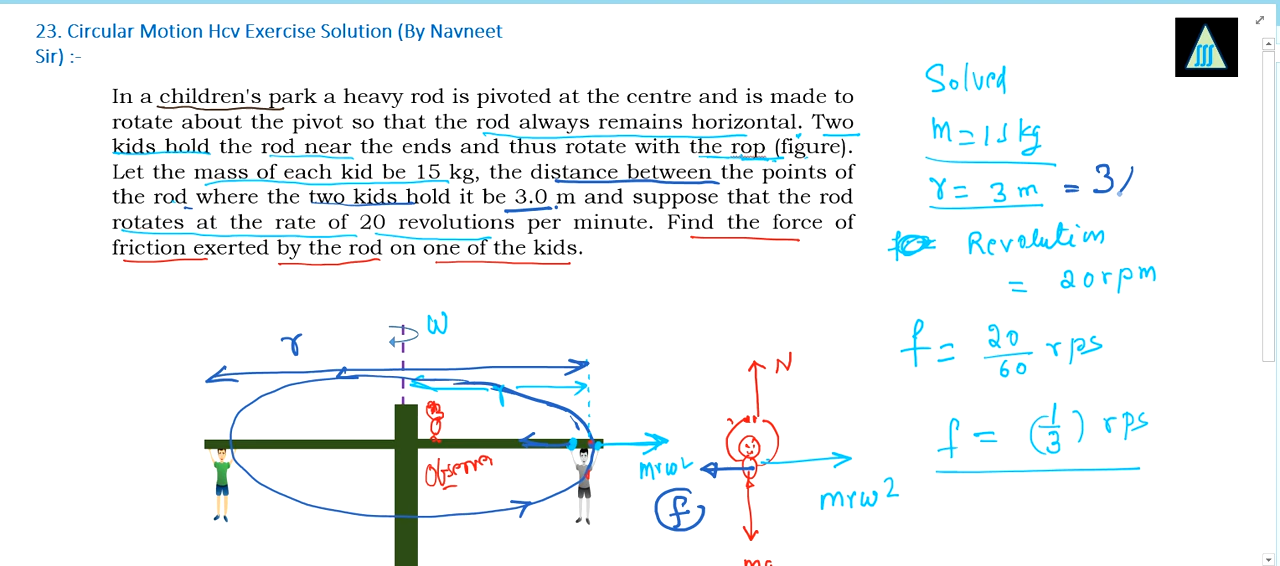 23. Circular Motion Hcv Exercise Solution (By Navneet
Sir) :-
In a children's park a heavy rod is pivoted at the centre and is made to
rotate about the pivot so that the rod always remains horizontal. Two
kids hold the rod near the ends and thus rotate with the rop (figure).
Let the mass of each kid be 15 kg, the distance between the points of
the rod where the two kids hold it be 3.0 m and suppose that the rod
rotates at the rate of 20 revolutions per minute. Find the force of
friction exerted by the rod on one of the kids.
Solved
m = 15 kg
r = 3 m = 3/
Revolution
= 20 rpm
f = 20/60 rps
f = (1/3) rps
ω
r
r
N
Observer
mrω2
f
mrω2
mg